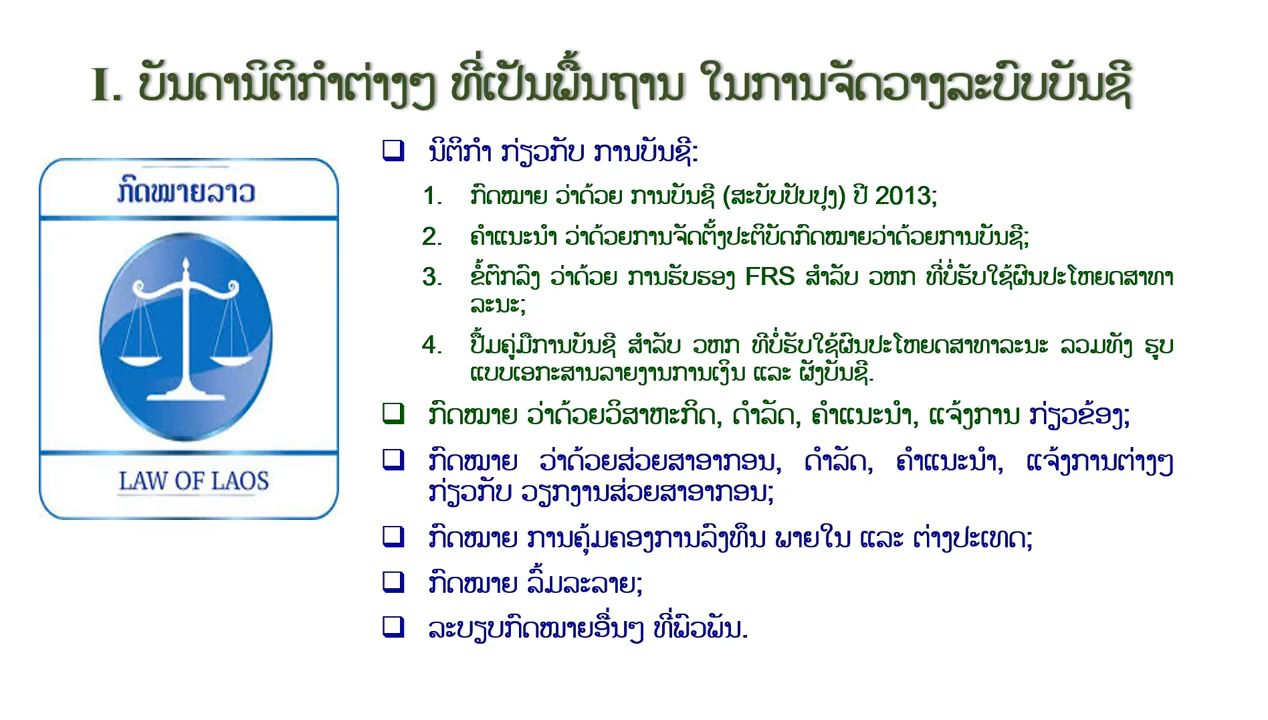 I. ບັນດານິຕິກຳຕ່າງໆ ທີ່ເປັນພື້ນຖານ ໃນການຈັດວາງລະບົບບັນຊີ
ກົດໝາຍລາວ
LAW OF LAOS
❑ ນິຕິກຳ ກ່ຽວກັບ ການບັນຊີ:
1. ກົດໝາຍ ວ່າດ້ວຍ ການບັນຊີ (ສະບັບປັບປຸງ) ປີ 2013;
2. ຄຳແນະນຳ ວ່າດ້ວຍການຈັດຕັ້ງປະຕິບັດກົດໝາຍວ່າດ້ວຍການບັນຊີ;
3. ຂໍ້ຕົກລົງ ວ່າດ້ວຍ ການຮັບຮອງ FRS ສຳລັບ ວຫກ ທີ່ບໍ່ຮັບໃຊ້ຜົນປະໂຫຍດສາທາ
ລະນະ;
4. ປຶ້ມຄູ່ມືການບັນຊີ ສຳລັບ ວຫກ ທີບໍ່ຮັບໃຊ້ຜົນປະໂຫຍດສາທາລະນະ ລວມທັງ ຮູບ
ແບບເອກະສານລາຍງານການເງິນ ແລະ ຜັງບັນຊີ.
❑ ກົດໝາຍ ວ່າດ້ວຍວິສາຫະກິດ, ດຳລັດ, ຄຳແນະນຳ, ແຈ້ງການ ກ່ຽວຂ້ອງ;
❑ ກົດໝາຍ ວ່າດ້ວຍສ່ວຍສາອາກອນ, ດຳລັດ, ຄຳແນະນຳ, ແຈ້ງການຕ່າງໆ
ກ່ຽວກັບ ວຽກງານສ່ວຍສາອາກອນ;
❑ ກົດໝາຍ ການຄຸ້ມຄອງການລົງທຶນ ພາຍໃນ ແລະ ຕ່າງປະເທດ;
❑ ກົດໝາຍ ລົ້ມລະລາຍ;
❑ ລະບຽບກົດໝາຍອື່ນໆ ທີ່ພົວພັນ.